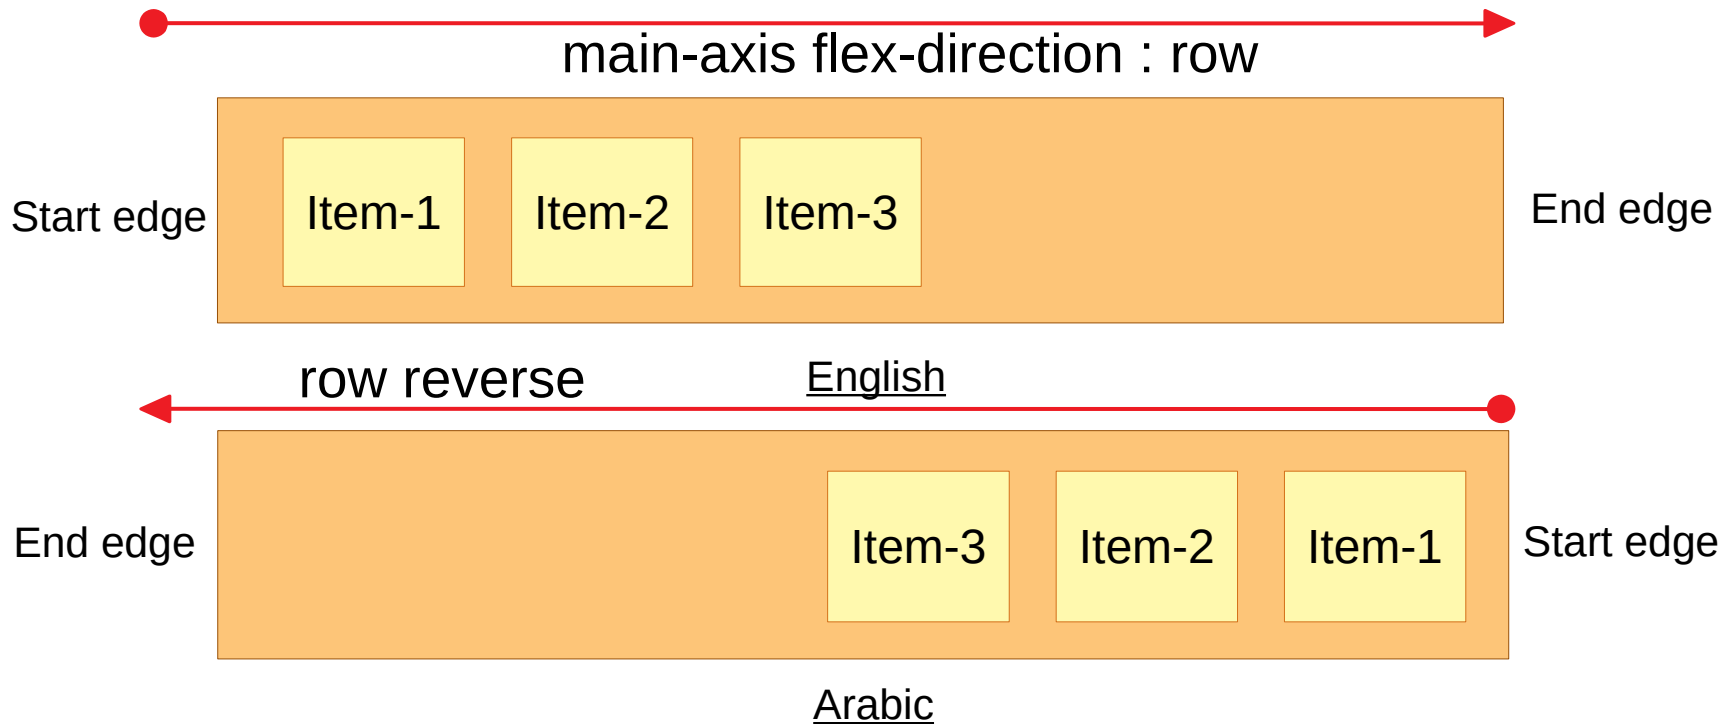 main-axis flex-direction : row
Start edge
Item-1
Item-2
Item-3
End edge
English
row reverse
End edge
Item-3
Item-2
Item-1
Start edge
Arabic